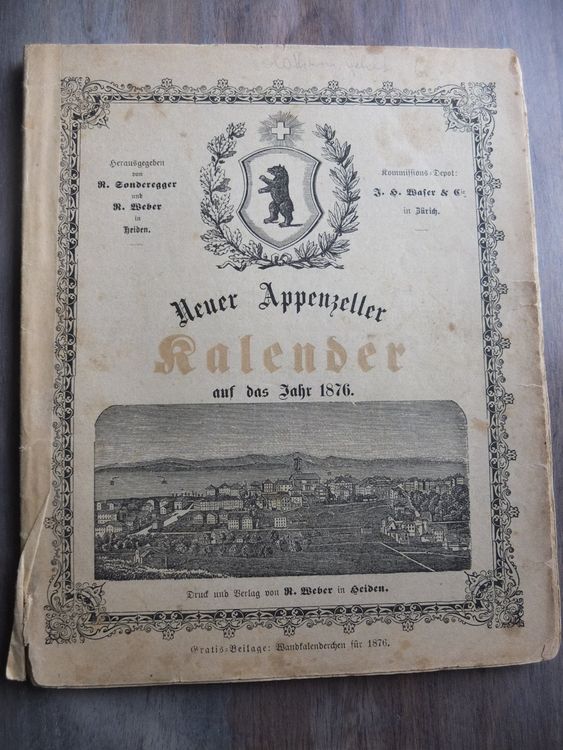 Herausgegeben
von
R. Sonderegger
und
R. Weber
in
Heiden.
Kommissions-Depot:
J. H. Waser & Cie.
in Zürich.
Neuer Appenzeller
Kalender
auf das Jahr 1876.
Druck und Verlag von R. Weber in Heiden.
Gratis-Beilage: Wandkalenderchen für 1876.